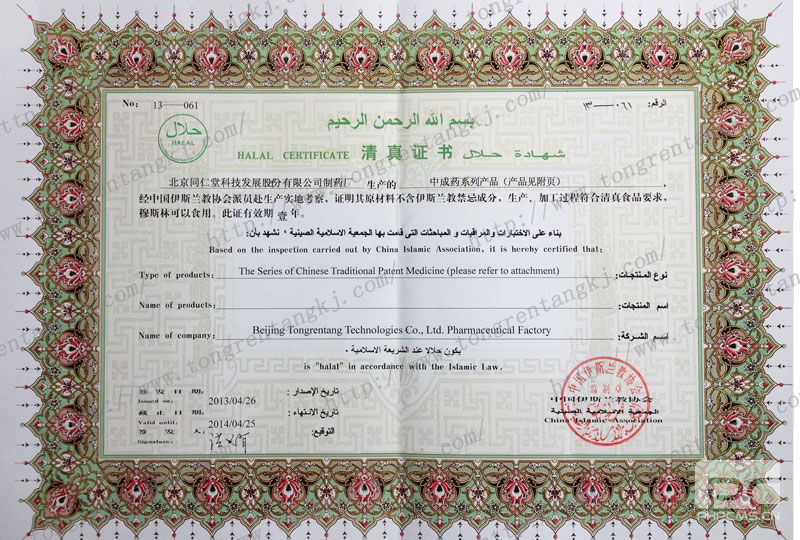 No: 13—061
١٣—٠٦١ الرقم:
بسم الله الرحمن الرحيم
حلال
HALAL
HALAL CERTIFICATE 清真证书 شهادة حلال
北京同仁堂科技发展股份有限公司制药厂 生产的 中成药系列产品（产品见附页），
经中国伊斯兰教协会派员赴生产实地考察，证明其原材料不含伊斯兰教禁忌成分，生产、加工过程符合清真食品要求，
穆斯林可以食用。此证有效期壹年。
بناء على الاختبارات والمراقبات و المباحثات التى قامت بها الجمعية الاسلامية الصينية ، نشهد بأن:
Based on the inspection carried out by China Islamic Association, it is hereby certified that:
Type of products: The Series of Chinese Traditional Patent Medicine (please refer to attachment) نوع المنتجات:
Name of products: اسم المنتجات:
Name of company: Beijing Tongrentang Technologies Co., Ltd. Pharmaceutical Factory اسم الشركة:
يكون حلالا عند الشريعة الاسلامية .
is "halal" in accordance with the Islamic Law.
签发日期:
Issued on: 2013/04/26 تاريخ الإصدار:
截止日期:
Valid until: 2014/04/25 تاريخ الانتهاء:
签发人:
Signature: التوقيع:
中国伊斯兰教协会
الجمعية الاسلامية الصينية
China Islamic Association
中国伊斯兰教协会
监制章
http://www.tongrentangkj.com/